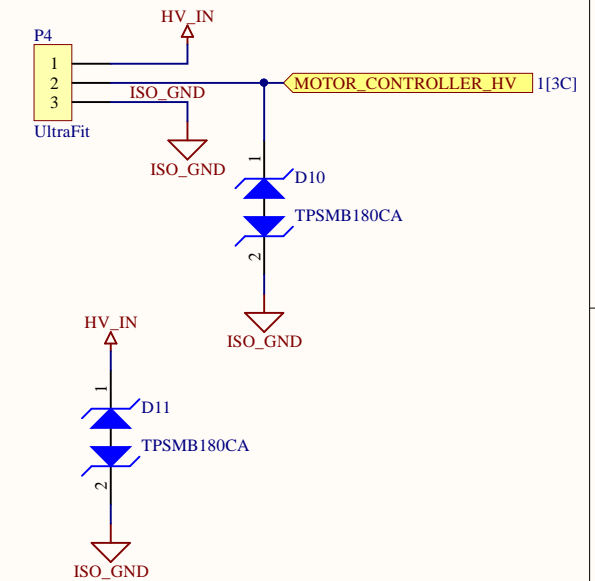 HV_IN
P4
1
2
3
ISO_GND
UltraFit
ISO_GND
MOTOR_CONTROLLER_HV
1[3C]
1
D10
TPSMB180CA
2
ISO_GND
HV_IN
1
D11
TPSMB180CA
2
ISO_GND